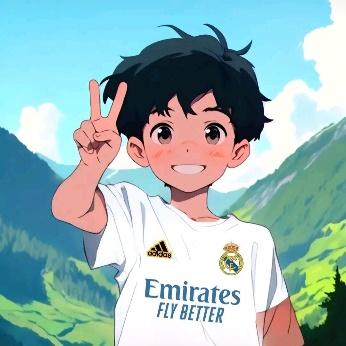 adidas
Emirates
FLY BETTER